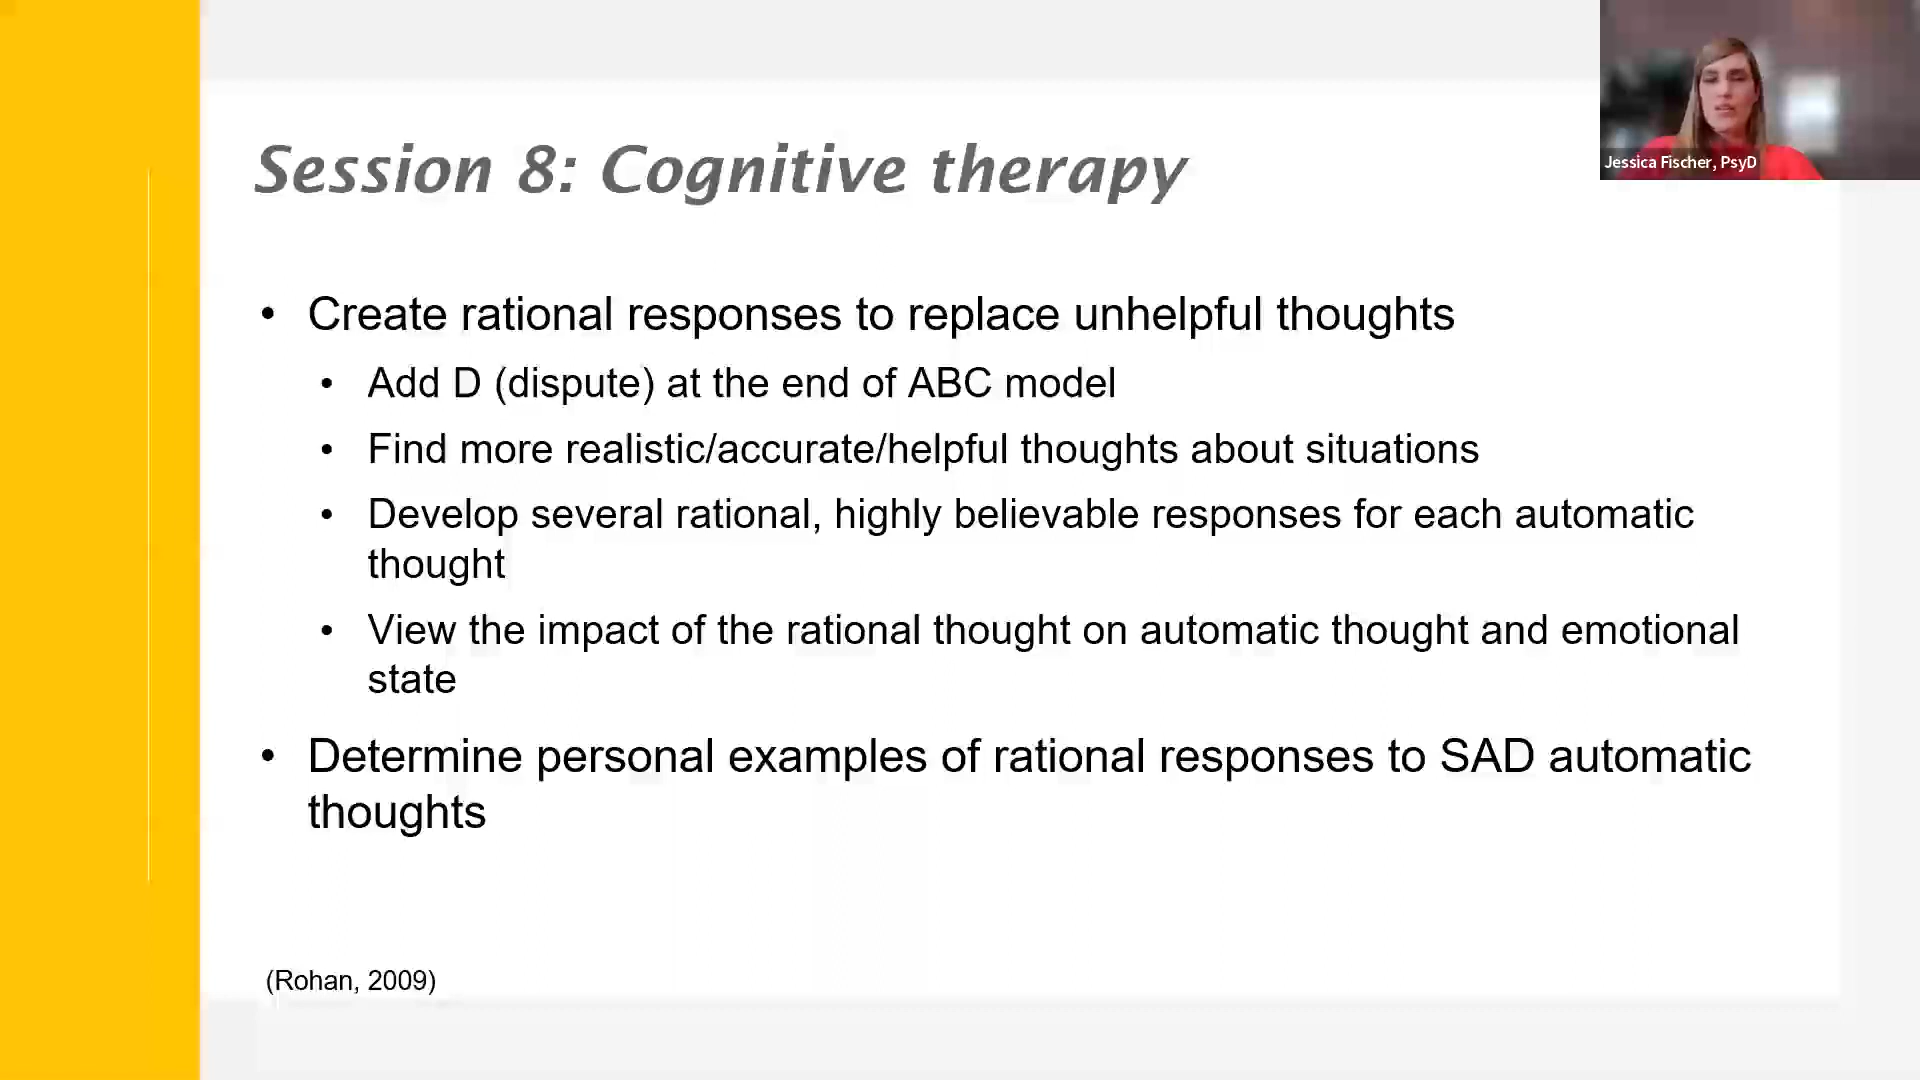 Jessica Fischer, PsyD
Session 8: Cognitive therapy
• Create rational responses to replace unhelpful thoughts
• Add D (dispute) at the end of ABC model
• Find more realistic/accurate/helpful thoughts about situations
• Develop several rational, highly believable responses for each automatic
thought
• View the impact of the rational thought on automatic thought and emotional
state
• Determine personal examples of rational responses to SAD automatic
thoughts
(Rohan, 2009)